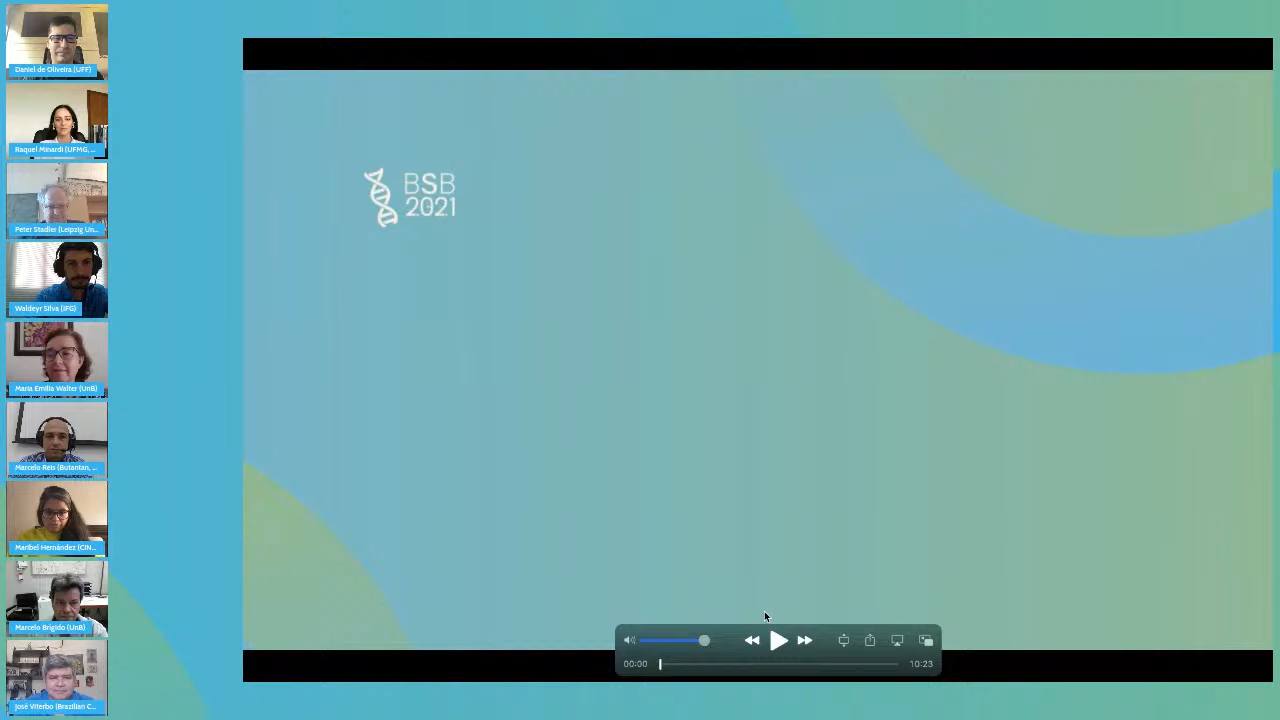 Daniel de Oliveira (UFF)
Raquel Minardi (UFMG, ...
Peter Stadler (Leipzig Un...
Waldeyr Silva (IFG)
Maria Emilia Walter (UnB)
Marcelo Reis (Butantan, ...
Maribel Hernández (CIN...
Marcelo Brigido (UnB)
José Viterbo (Brazilian C...
BSB
2021
00:00
10:23